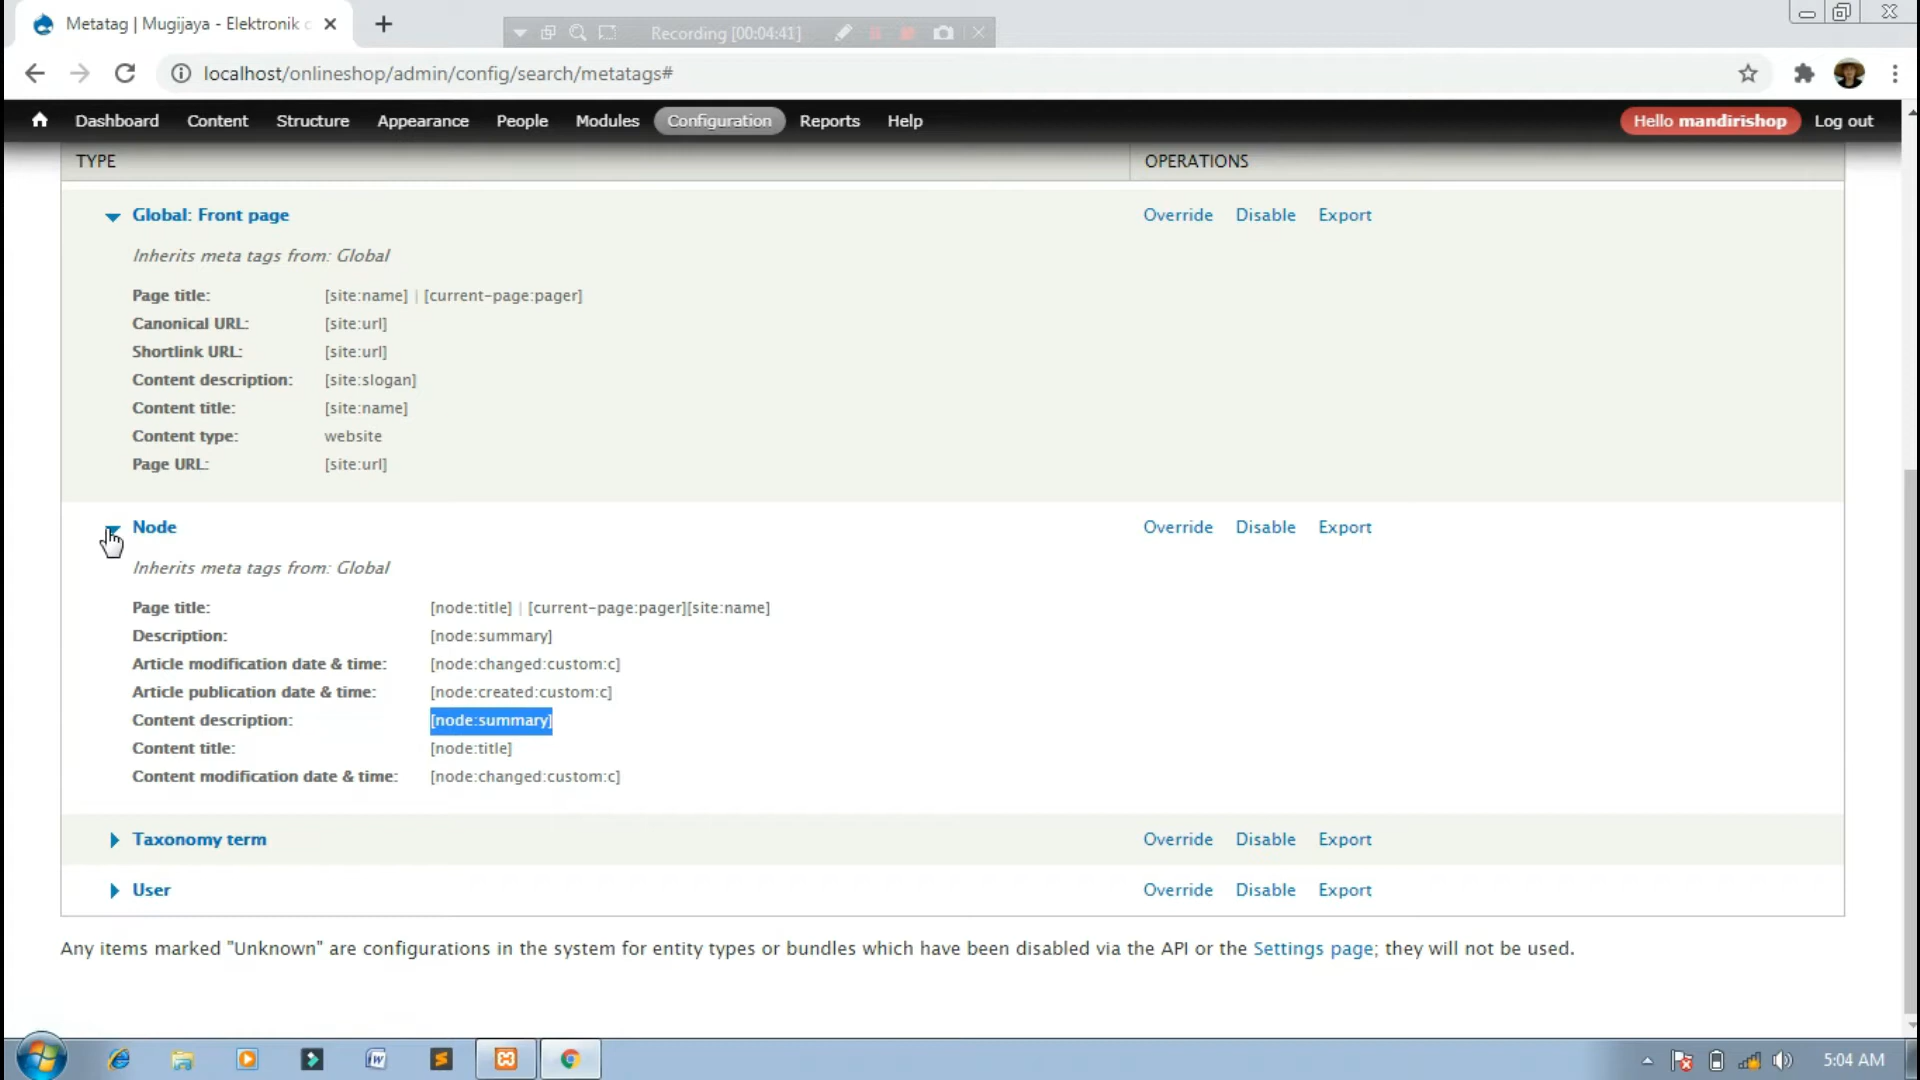 Metatag | Mugijaya - Elektronik
Recording [00:04:41]
localhost/onlineshop/admin/config/search/metatags#
Dashboard Content Structure Appearance People Modules Configuration Reports Help Hello mandirishop Log out
TYPE OPERATIONS
Global: Front page Override Disable Export
Inherits meta tags from: Global
Page title: [site:name] | [current-page:pager]
Canonical URL: [site:url]
Shortlink URL: [site:url]
Content description: [site:slogan]
Content title: [site:name]
Content type: website
Page URL: [site:url]
Node Override Disable Export
Inherits meta tags from: Global
Page title: [node:title] | [current-page:pager][site:name]
Description: [node:summary]
Article modification date & time: [node:changed:custom:c]
Article publication date & time: [node:created:custom:c]
Content description: [node:summary]
Content title: [node:title]
Content modification date & time: [node:changed:custom:c]
Taxonomy term Override Disable Export
User Override Disable Export
Any items marked "Unknown" are configurations in the system for entity types or bundles which have been disabled via the API or the Settings page; they will not be used.
5:04 AM